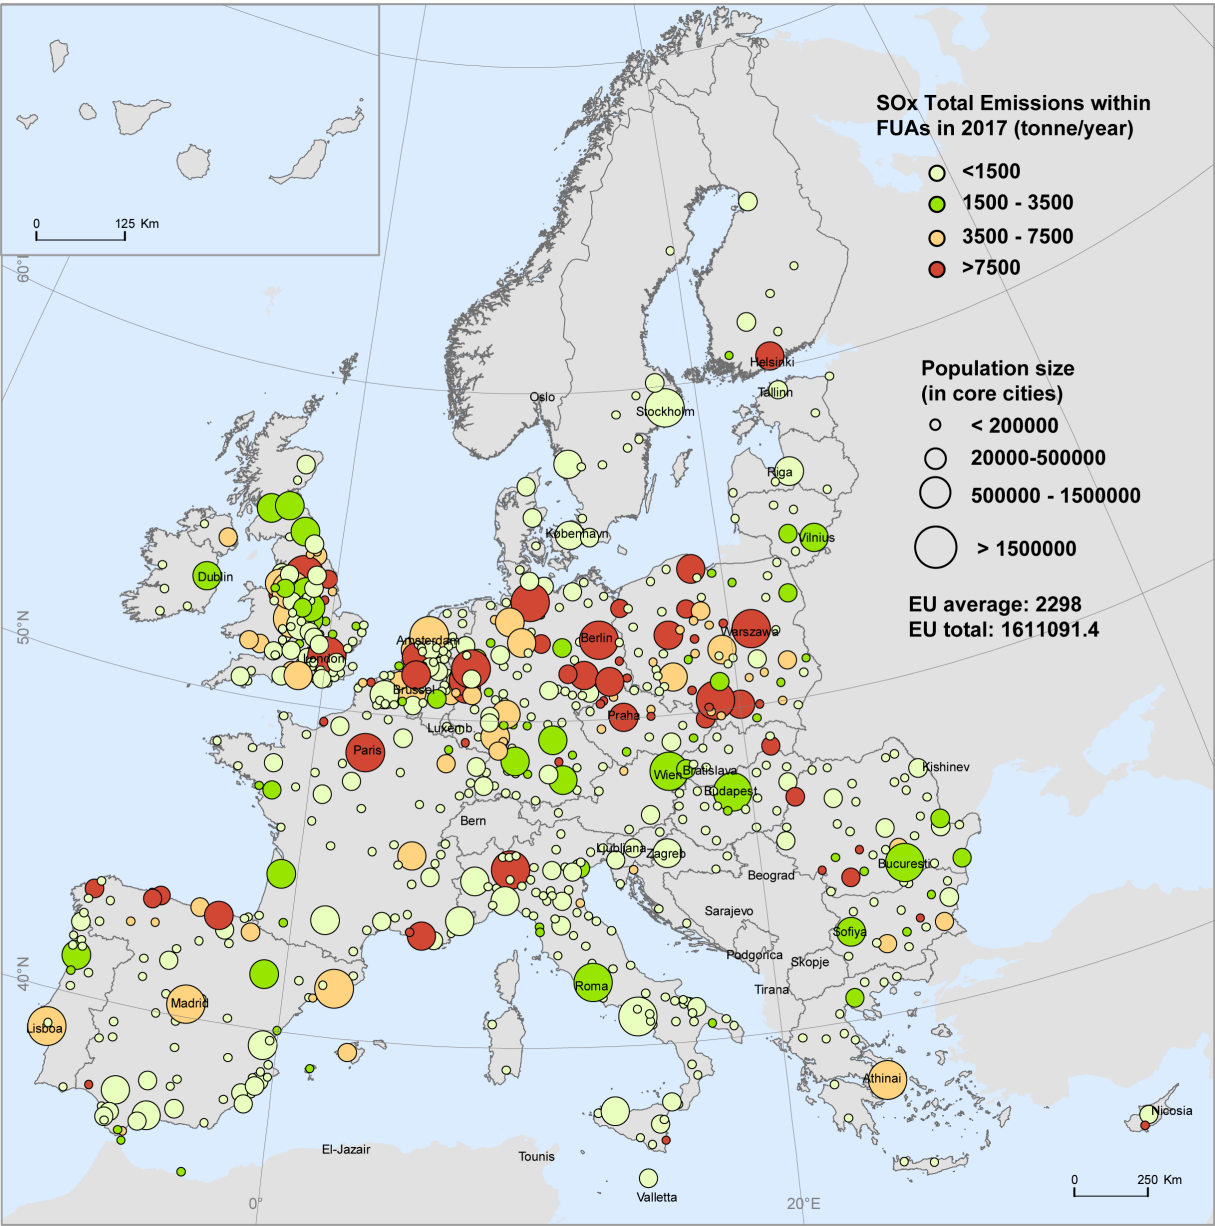 0 125 Km
SOx Total Emissions within
FUAs in 2017 (tonne/year)
<1500
1500 - 3500
3500 - 7500
>7500
Population size
(in core cities)
< 200000
20000-500000
500000 - 1500000
> 1500000
EU average: 2298
EU total: 1611091.4
50°N
40°N
0°
20°E
Helsinki
Tallinn
Oslo
Stockholm
Riga
København
Vilnius
Dublin
Amsterdam
Berlin
Warszawa
London
Brussel
Praha
Luxemb.
Paris
Wien
Bratislava
Budapest
Kishinev
Bern
Ljubljana
Zagreb
Beograd
Bucuresti
Sarajevo
Sofiya
Podgorica
Skopje
Tirana
Roma
Madrid
Lisboa
Athinai
Nicosia
El-Jazair
Tounis
Valletta
0 250 Km